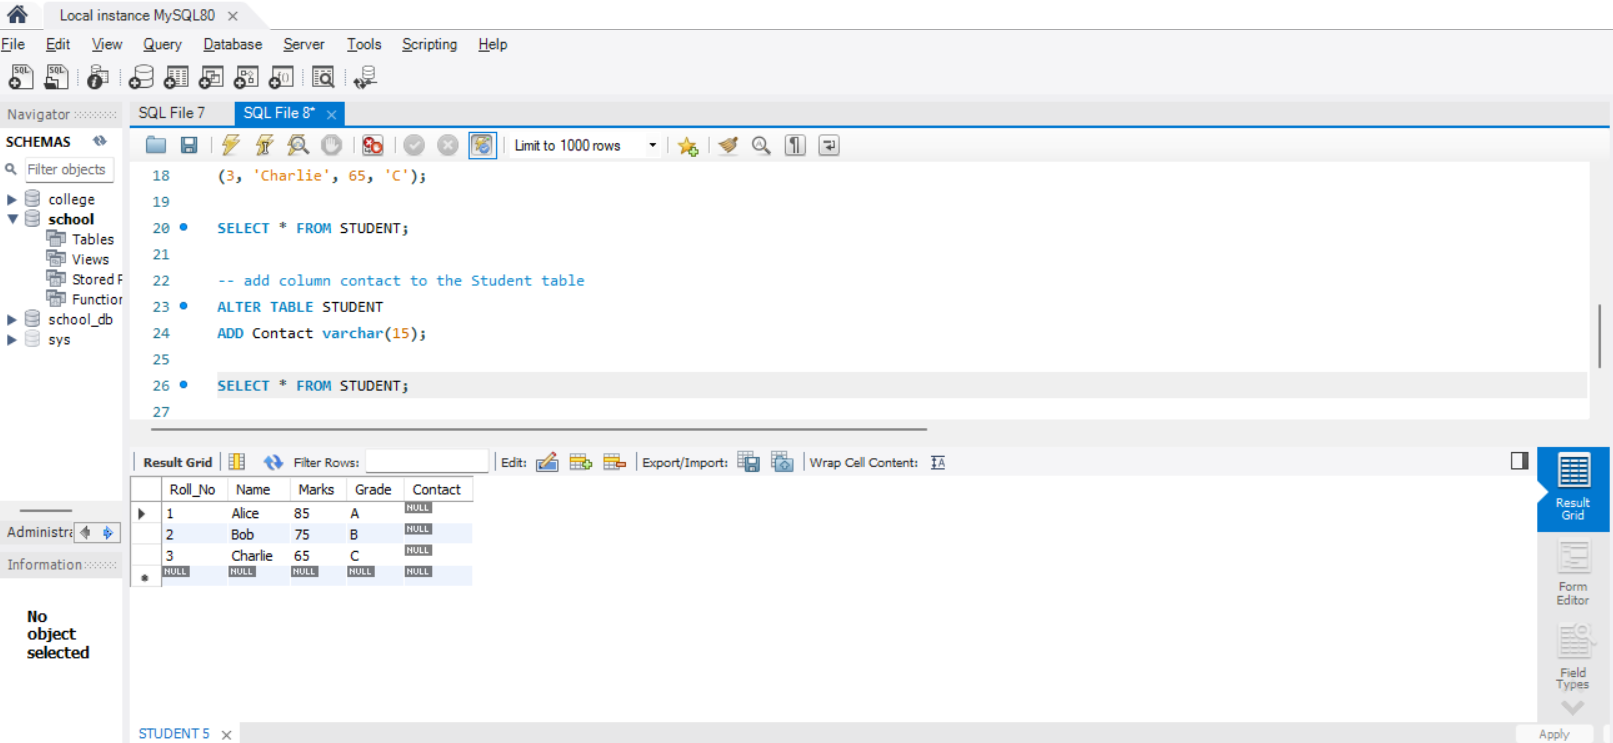 Local instance MySQL80
File Edit View Query Database Server Tools Scripting Help
Navigator
SCHEMAS
Filter objects
college
school
Tables
Views
Stored P
Function
school_db
sys
Administra
Information
No
object
selected
SQL File 7 SQL File 8*
Limit to 1000 rows
18 (3, 'Charlie', 65, 'C');
19
20 SELECT * FROM STUDENT;
21
22 -- add column contact to the Student table
23 ALTER TABLE STUDENT
24 ADD Contact varchar(15);
25
26 SELECT * FROM STUDENT;
27
Result Grid Filter Rows: Edit: Export/Import: Wrap Cell Content:
Roll_No Name Marks Grade Contact
1 Alice 85 A NULL
2 Bob 75 B NULL
3 Charlie 65 C NULL
NULL NULL NULL NULL NULL
Result
Grid
Form
Editor
Field
Types
STUDENT 5
Apply